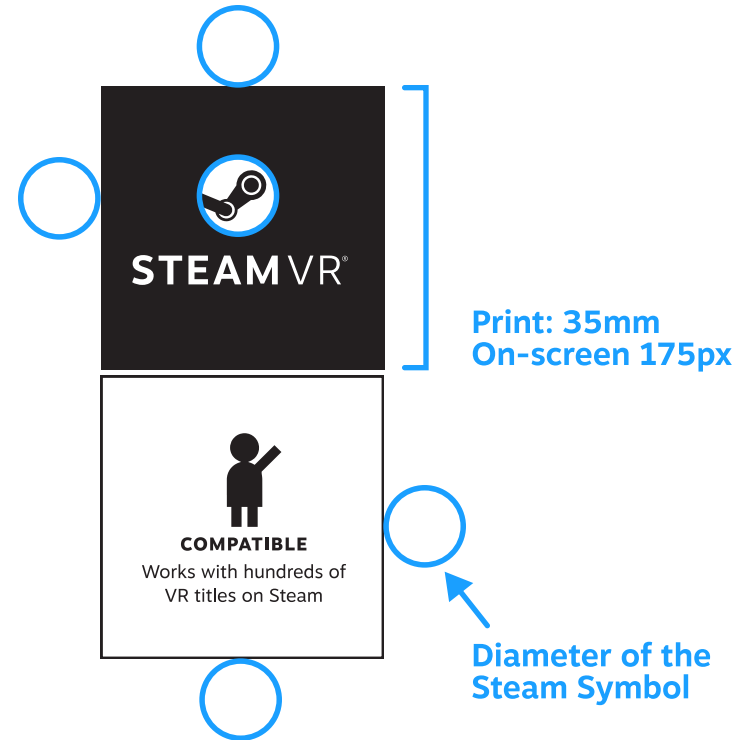 STEAMVR®
Print: 35mm
On-screen 175px
COMPATIBLE
Works with hundreds of
VR titles on Steam
Diameter of the
Steam Symbol